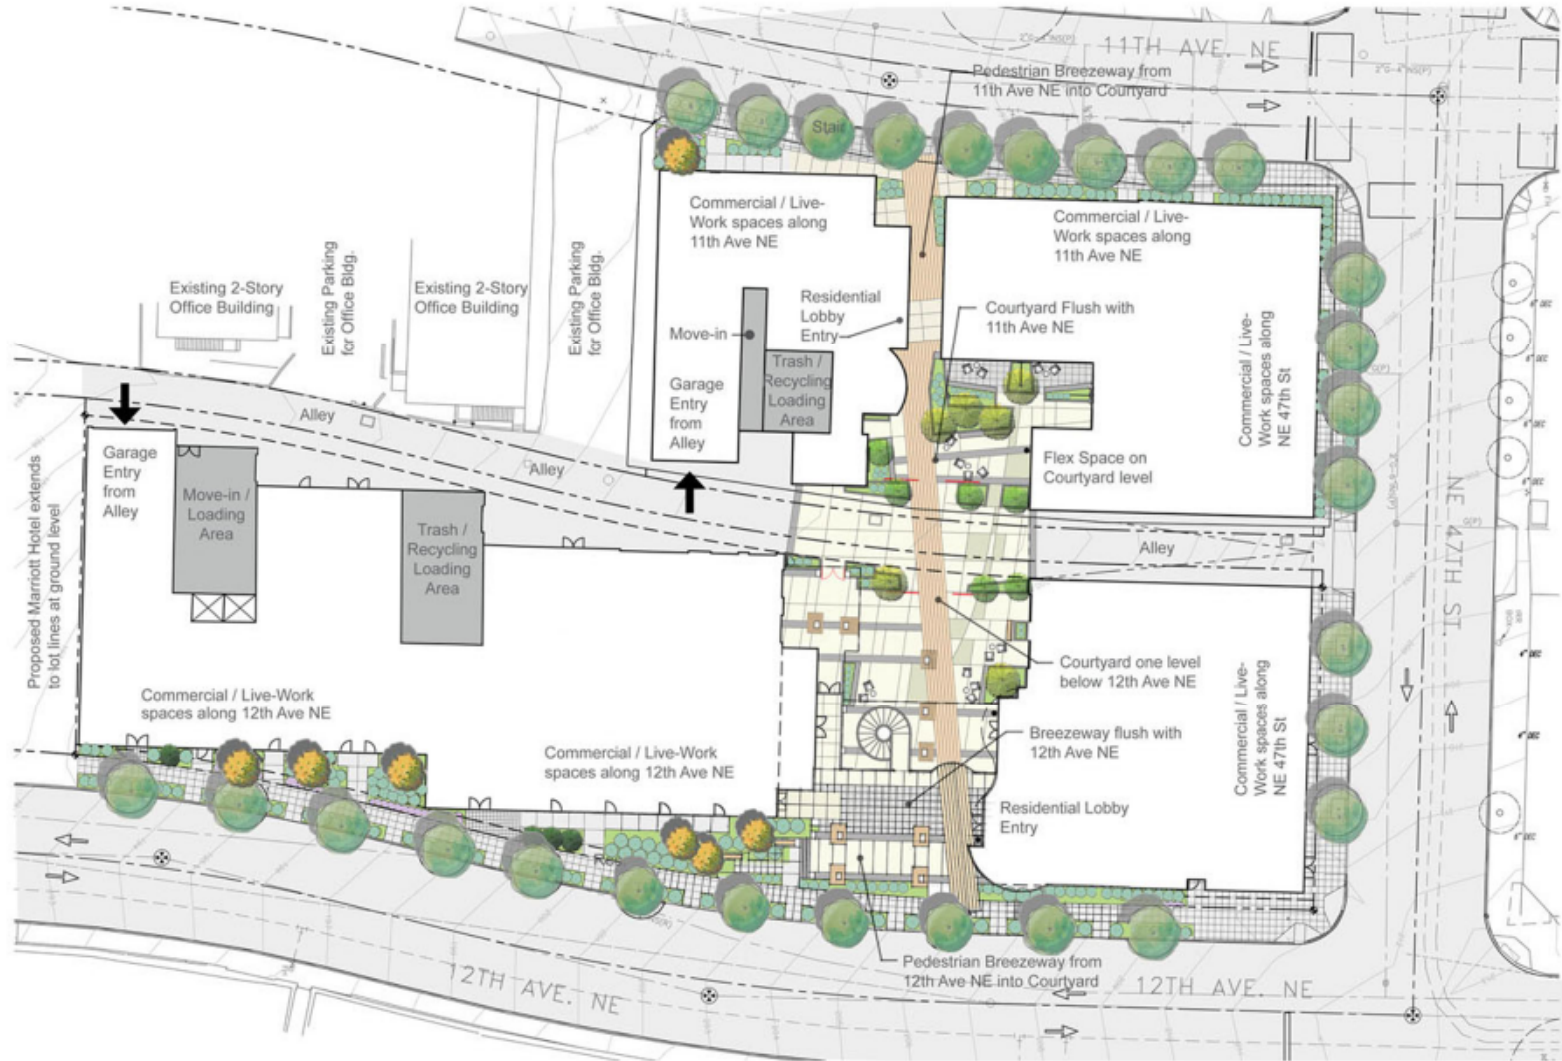 11TH AVE. NE
Pedestrian Breezeway from
11th Ave NE into Courtyard
Stair
Commercial / Live-
Work spaces along
11th Ave NE
Commercial / Live-
Work spaces along
11th Ave NE
Existing 2-Story
Office Building
Existing Parking
for Office Bldg.
Existing 2-Story
Office Building
Existing Parking
for Office Bldg.
Residential
Lobby
Entry
Move-in
Trash /
Recycling
Loading
Area
Garage
Entry
from
Alley
Courtyard Flush with
11th Ave NE
Commercial / Live-
Work spaces along
NE 47th St
Flex Space on
Courtyard level
Alley
Alley
Alley
Garage
Entry
from
Alley
Move-in /
Loading
Area
Trash /
Recycling
Loading
Area
Proposed Marriott Hotel extends
to lot lines at ground level
NE 47TH ST.
Commercial / Live-Work
spaces along 12th Ave NE
Commercial / Live-Work
spaces along 12th Ave NE
Courtyard one level
below 12th Ave NE
Breezeway flush with
12th Ave NE
Residential Lobby
Entry
Commercial / Live-
Work spaces along
NE 47th St
Pedestrian Breezeway from
12th Ave NE into Courtyard
12TH AVE. NE
12TH AVE. NE